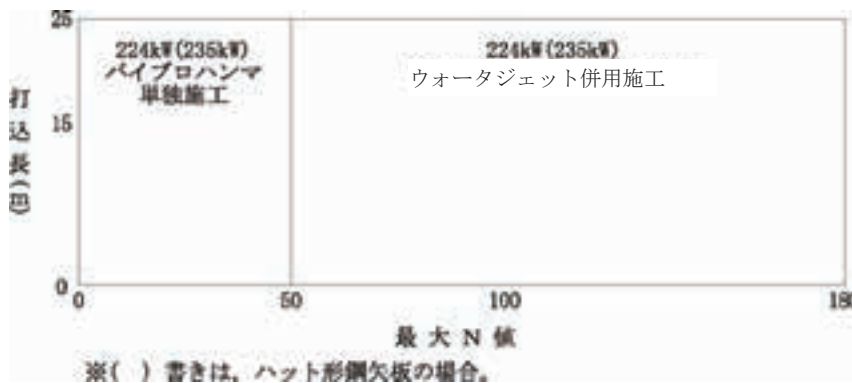 25
224kW(235kW)
バイブロハンマ
単独施工
224kW(235kW)
ウォータジェット併用施工
打込長(m)
15
0
0
50
100
180
最大N値
※( )書きは，ハット形鋼矢板の場合。